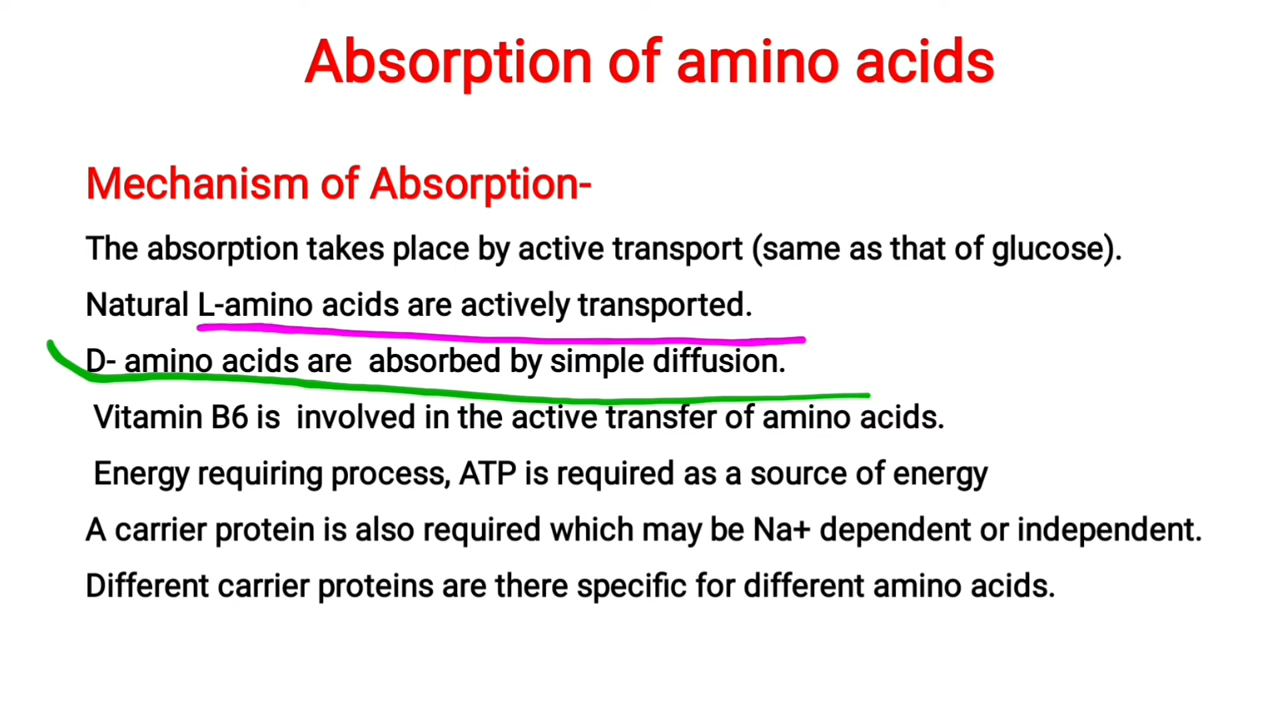 Absorption of amino acids
Mechanism of Absorption-
The absorption takes place by active transport (same as that of glucose).
Natural L-amino acids are actively transported.
D- amino acids are absorbed by simple diffusion.
Vitamin B6 is involved in the active transfer of amino acids.
Energy requiring process, ATP is required as a source of energy
A carrier protein is also required which may be Na+ dependent or independent.
Different carrier proteins are there specific for different amino acids.